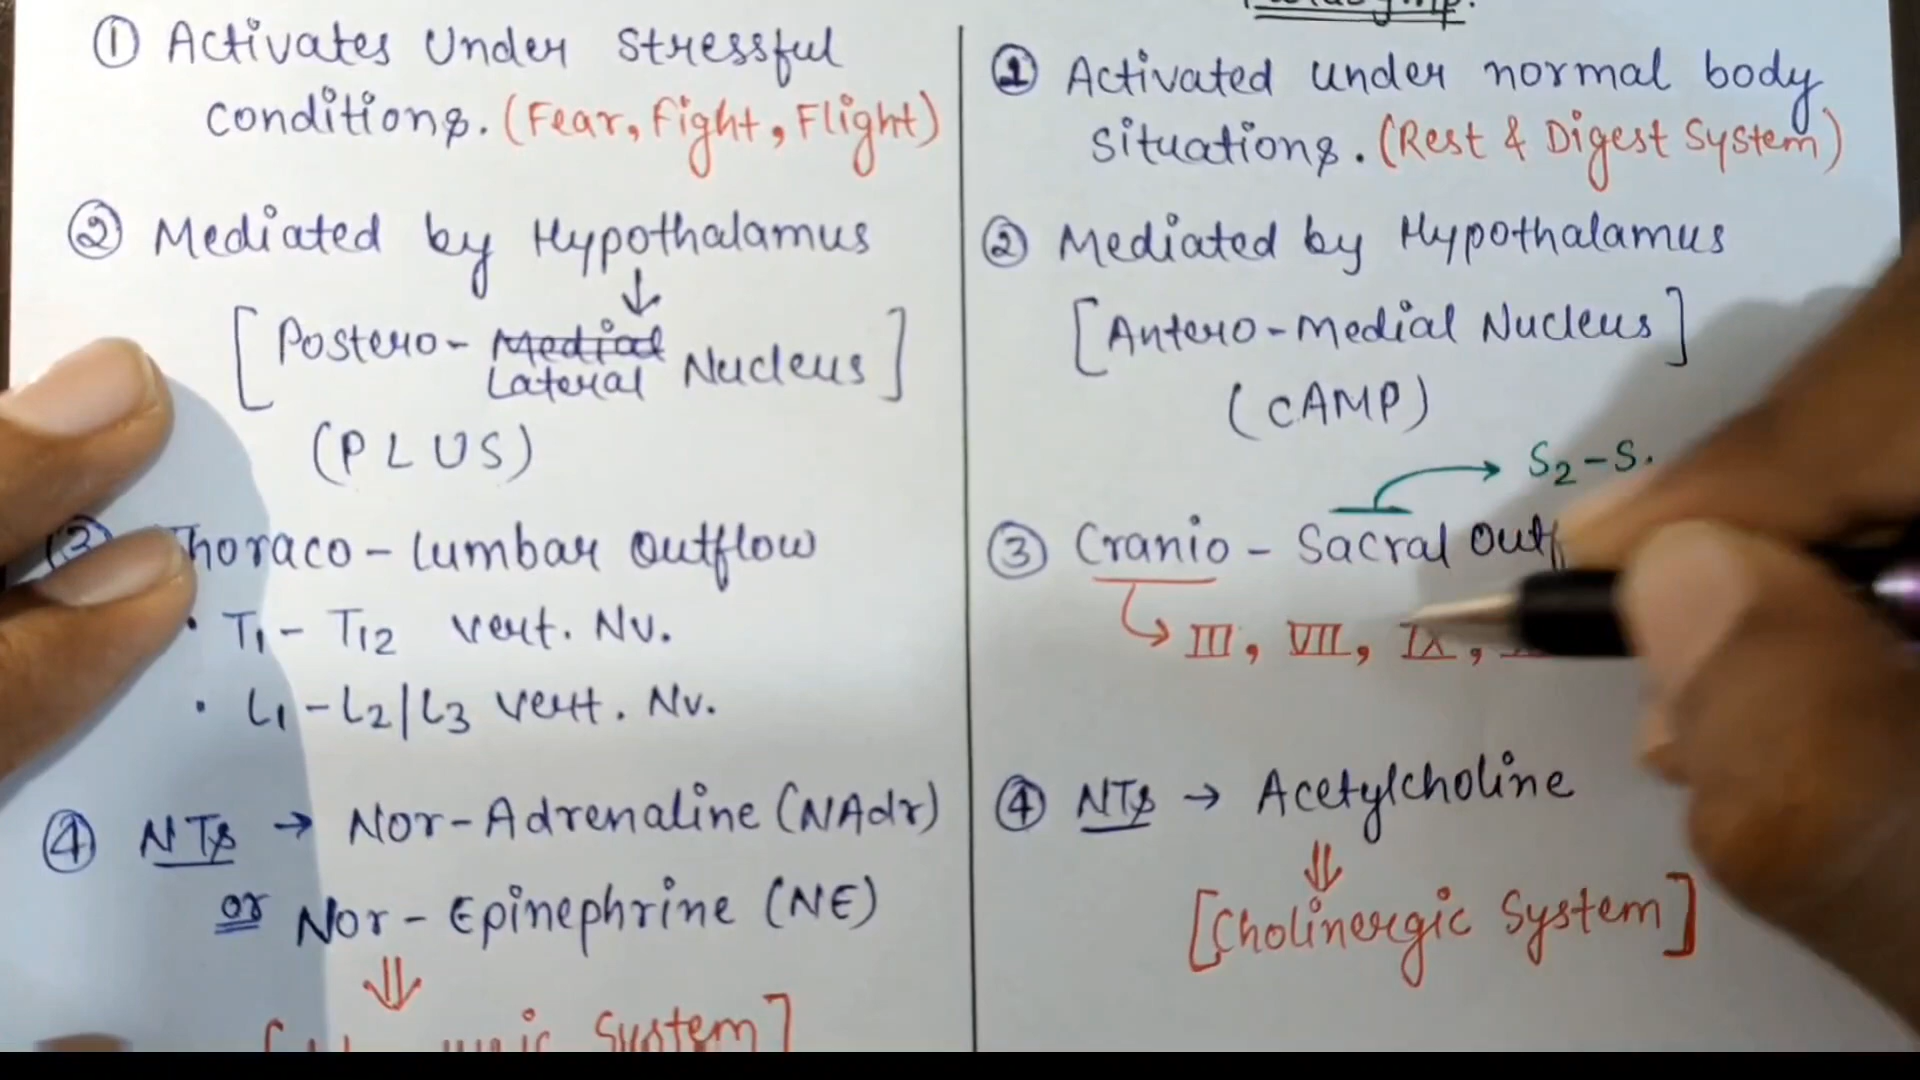 ① Activates Under Stressful
conditions. (Fear, Fight, Flight)
② Mediated by Hypothalamus
↓
[Postero- Medial Nucleus]
Lateral
(PLUS)
(3) Thoraco - Lumbar Outflow
• T1 - T12 vert. Nv.
• L1 - L2/L3 vert. Nv.
④ NTs → Nor-Adrenaline (NAdr)
or Nor-Epinephrine (NE)
⇓
System]
① Activated under normal body
situations. (Rest & Digest System)
② Mediated by Hypothalamus
[Antero-Medial Nucleus]
(CAMP)
S2-S
③ Cranio - Sacral Outf
III, VII, IX,
④ NTs → Acetylcholine
⇓
[Cholinergic System]